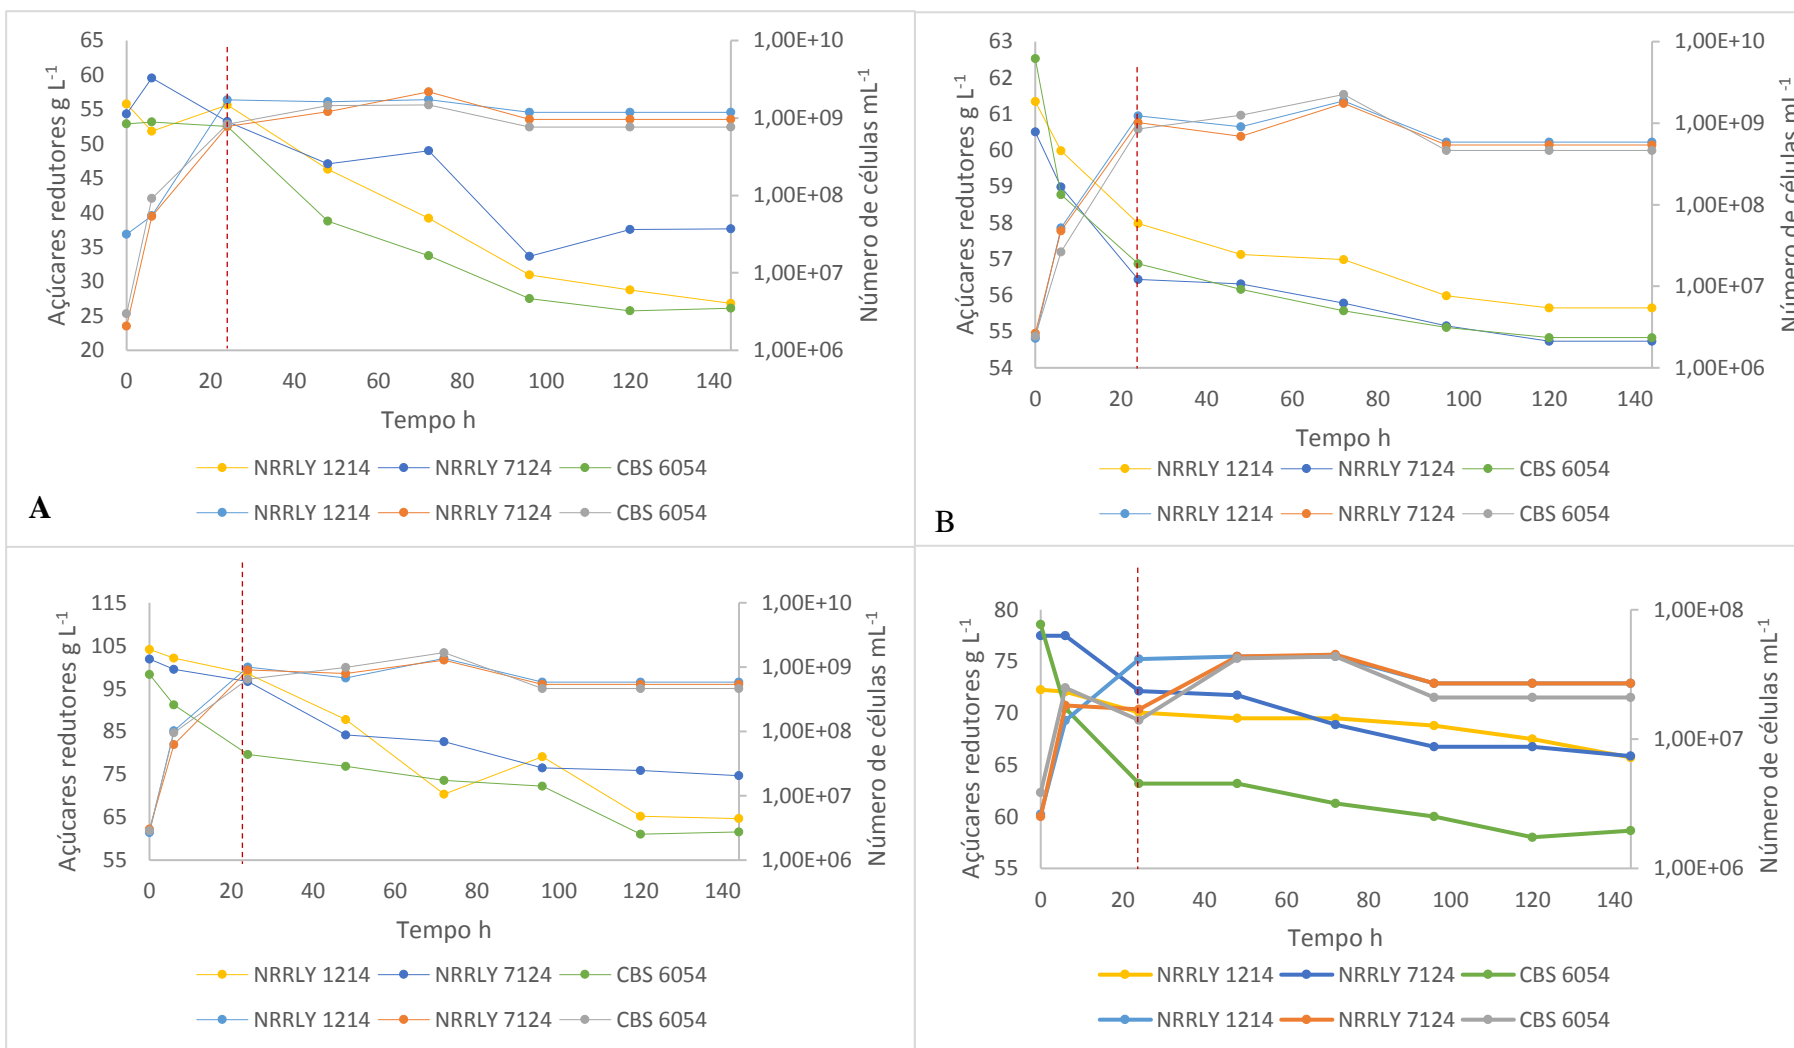 Açúcares redutores g L-1
65
60
55
50
45
40
35
30
25
20
1,00E+10
1,00E+09
1,00E+08
1,00E+07
1,00E+06
Número de células mL-1
0 20 40 60 80 100 120 140
Tempo h
NRRLY 1214 NRRLY 7124 CBS 6054
NRRLY 1214 NRRLY 7124 CBS 6054
A
Açúcares redutores g L-1
63
62
61
60
59
58
57
56
55
54
1,00E+10
1,00E+09
1,00E+08
1,00E+07
1,00E+06
Número de células mL-1
0 20 40 60 80 100 120 140
Tempo h
NRRLY 1214 NRRLY 7124 CBS 6054
NRRLY 1214 NRRLY 7124 CBS 6054
B
Açúcares redutores g L-1
115
105
95
85
75
65
55
1,00E+10
1,00E+09
1,00E+08
1,00E+07
1,00E+06
Número de células mL-1
0 20 40 60 80 100 120 140
Tempo h
NRRLY 1214 NRRLY 7124 CBS 6054
NRRLY 1214 NRRLY 7124 CBS 6054
Açúcares redutores g L-1
80
75
70
65
60
55
1,00E+08
1,00E+07
1,00E+06
Número de células mL-1
0 20 40 60 80 100 120 140
Tempo h
NRRLY 1214 NRRLY 7124 CBS 6054
NRRLY 1214 NRRLY 7124 CBS 6054